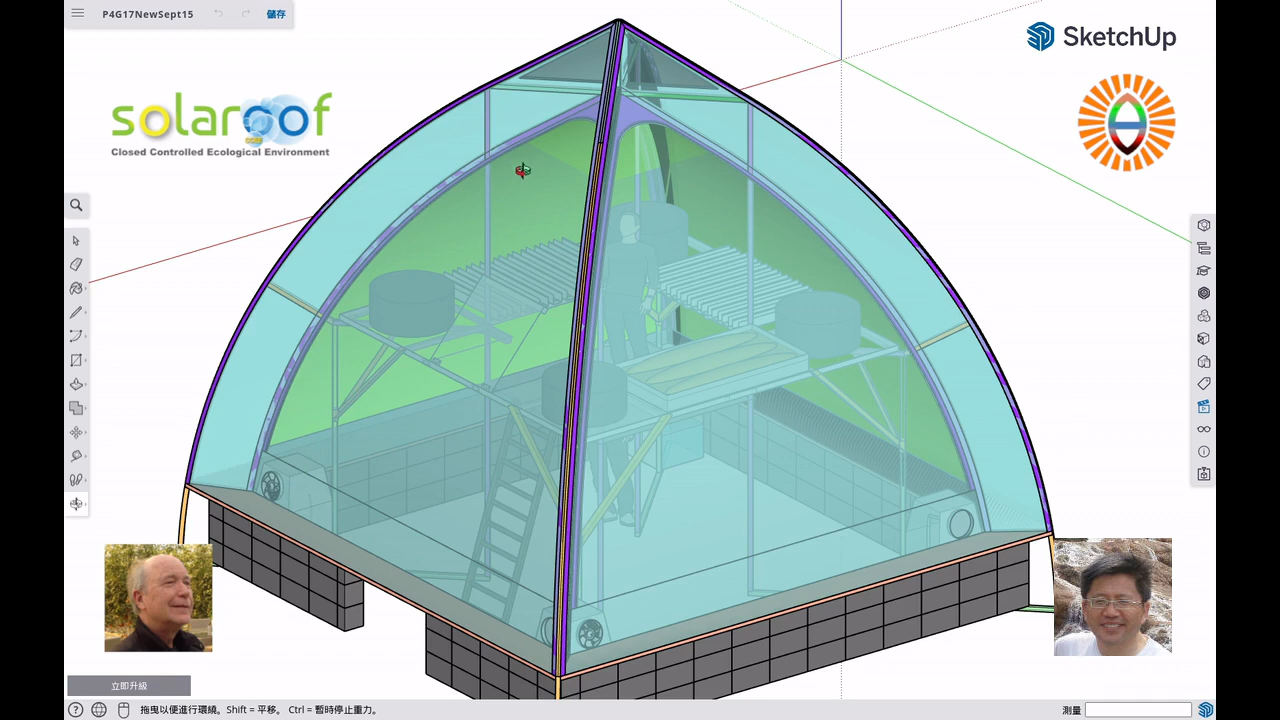 P4G17NewSept15
儲存
SketchUp
solaroof
Closed Controlled Ecological Environment
立即升級
拖曳以便進行環繞。Shift = 平移。 Ctrl = 暫時停止重力。
測量